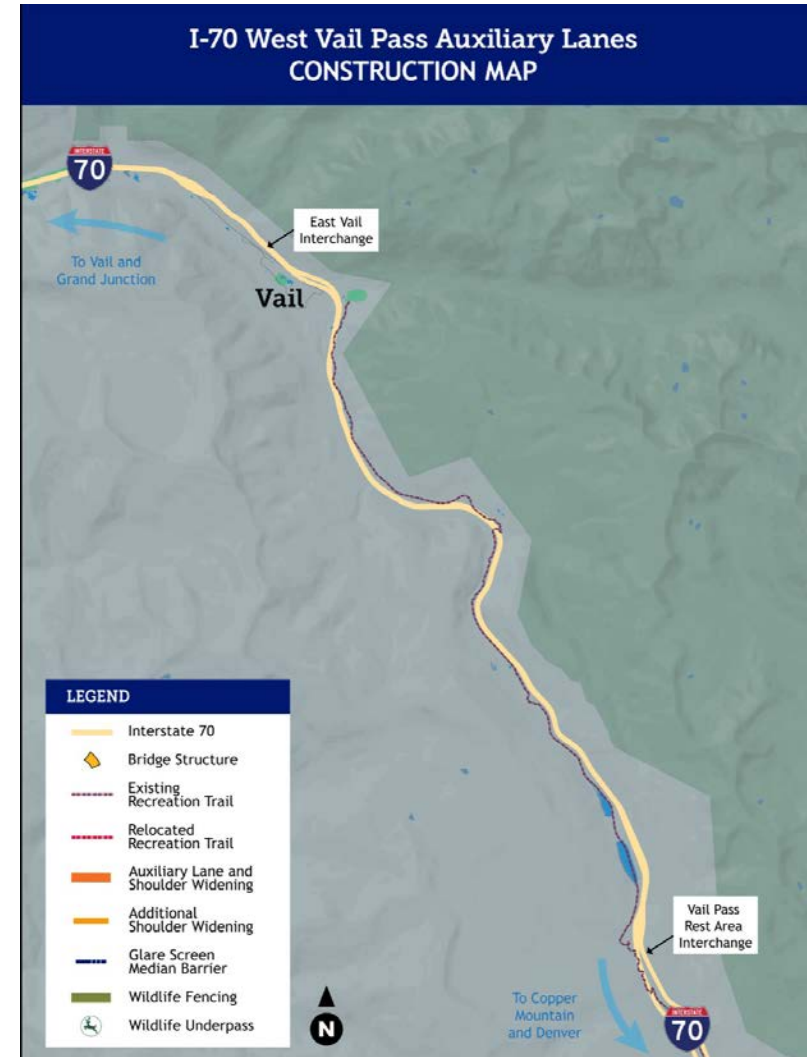 I-70 West Vail Pass Auxiliary Lanes
CONSTRUCTION MAP
INTERSTATE
70
East Vail
Interchange
To Vail and
Grand Junction
Vail
LEGEND
Interstate 70
Bridge Structure
Existing
Recreation Trail
Relocated
Recreation Trail
Auxiliary Lane and
Shoulder Widening
Additional
Shoulder Widening
Glare Screen
Median Barrier
Wildlife Fencing
Wildlife Underpass
N
Vail Pass
Rest Area
Interchange
To Copper
Mountain
and Denver
INTERSTATE
70